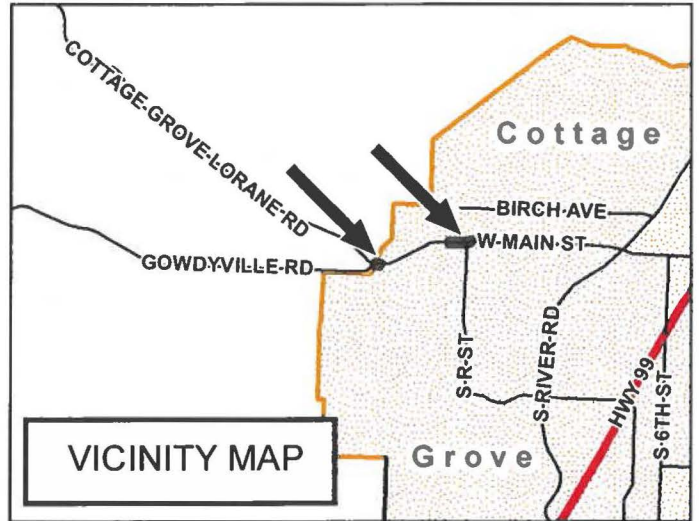 COTTAGE-GROVE-LORANE-RD
Cottage
BIRCH-AVE
W-MAIN-ST
GOWDYVILLE-RD
S-R-ST
S-RIVER-RD
HWY-99
S-6TH-ST
Grove
VICINITY MAP